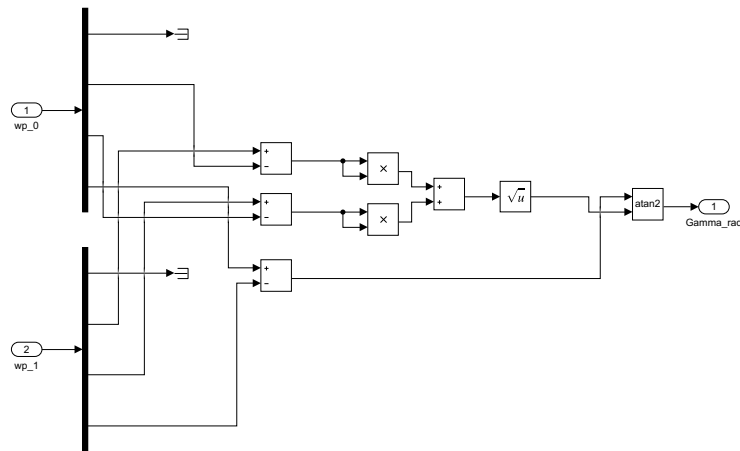 1
wp_0
+
−
×
+
−
×
+
+
√u
atan2
1
Gamma_rad
+
−
2
wp_1